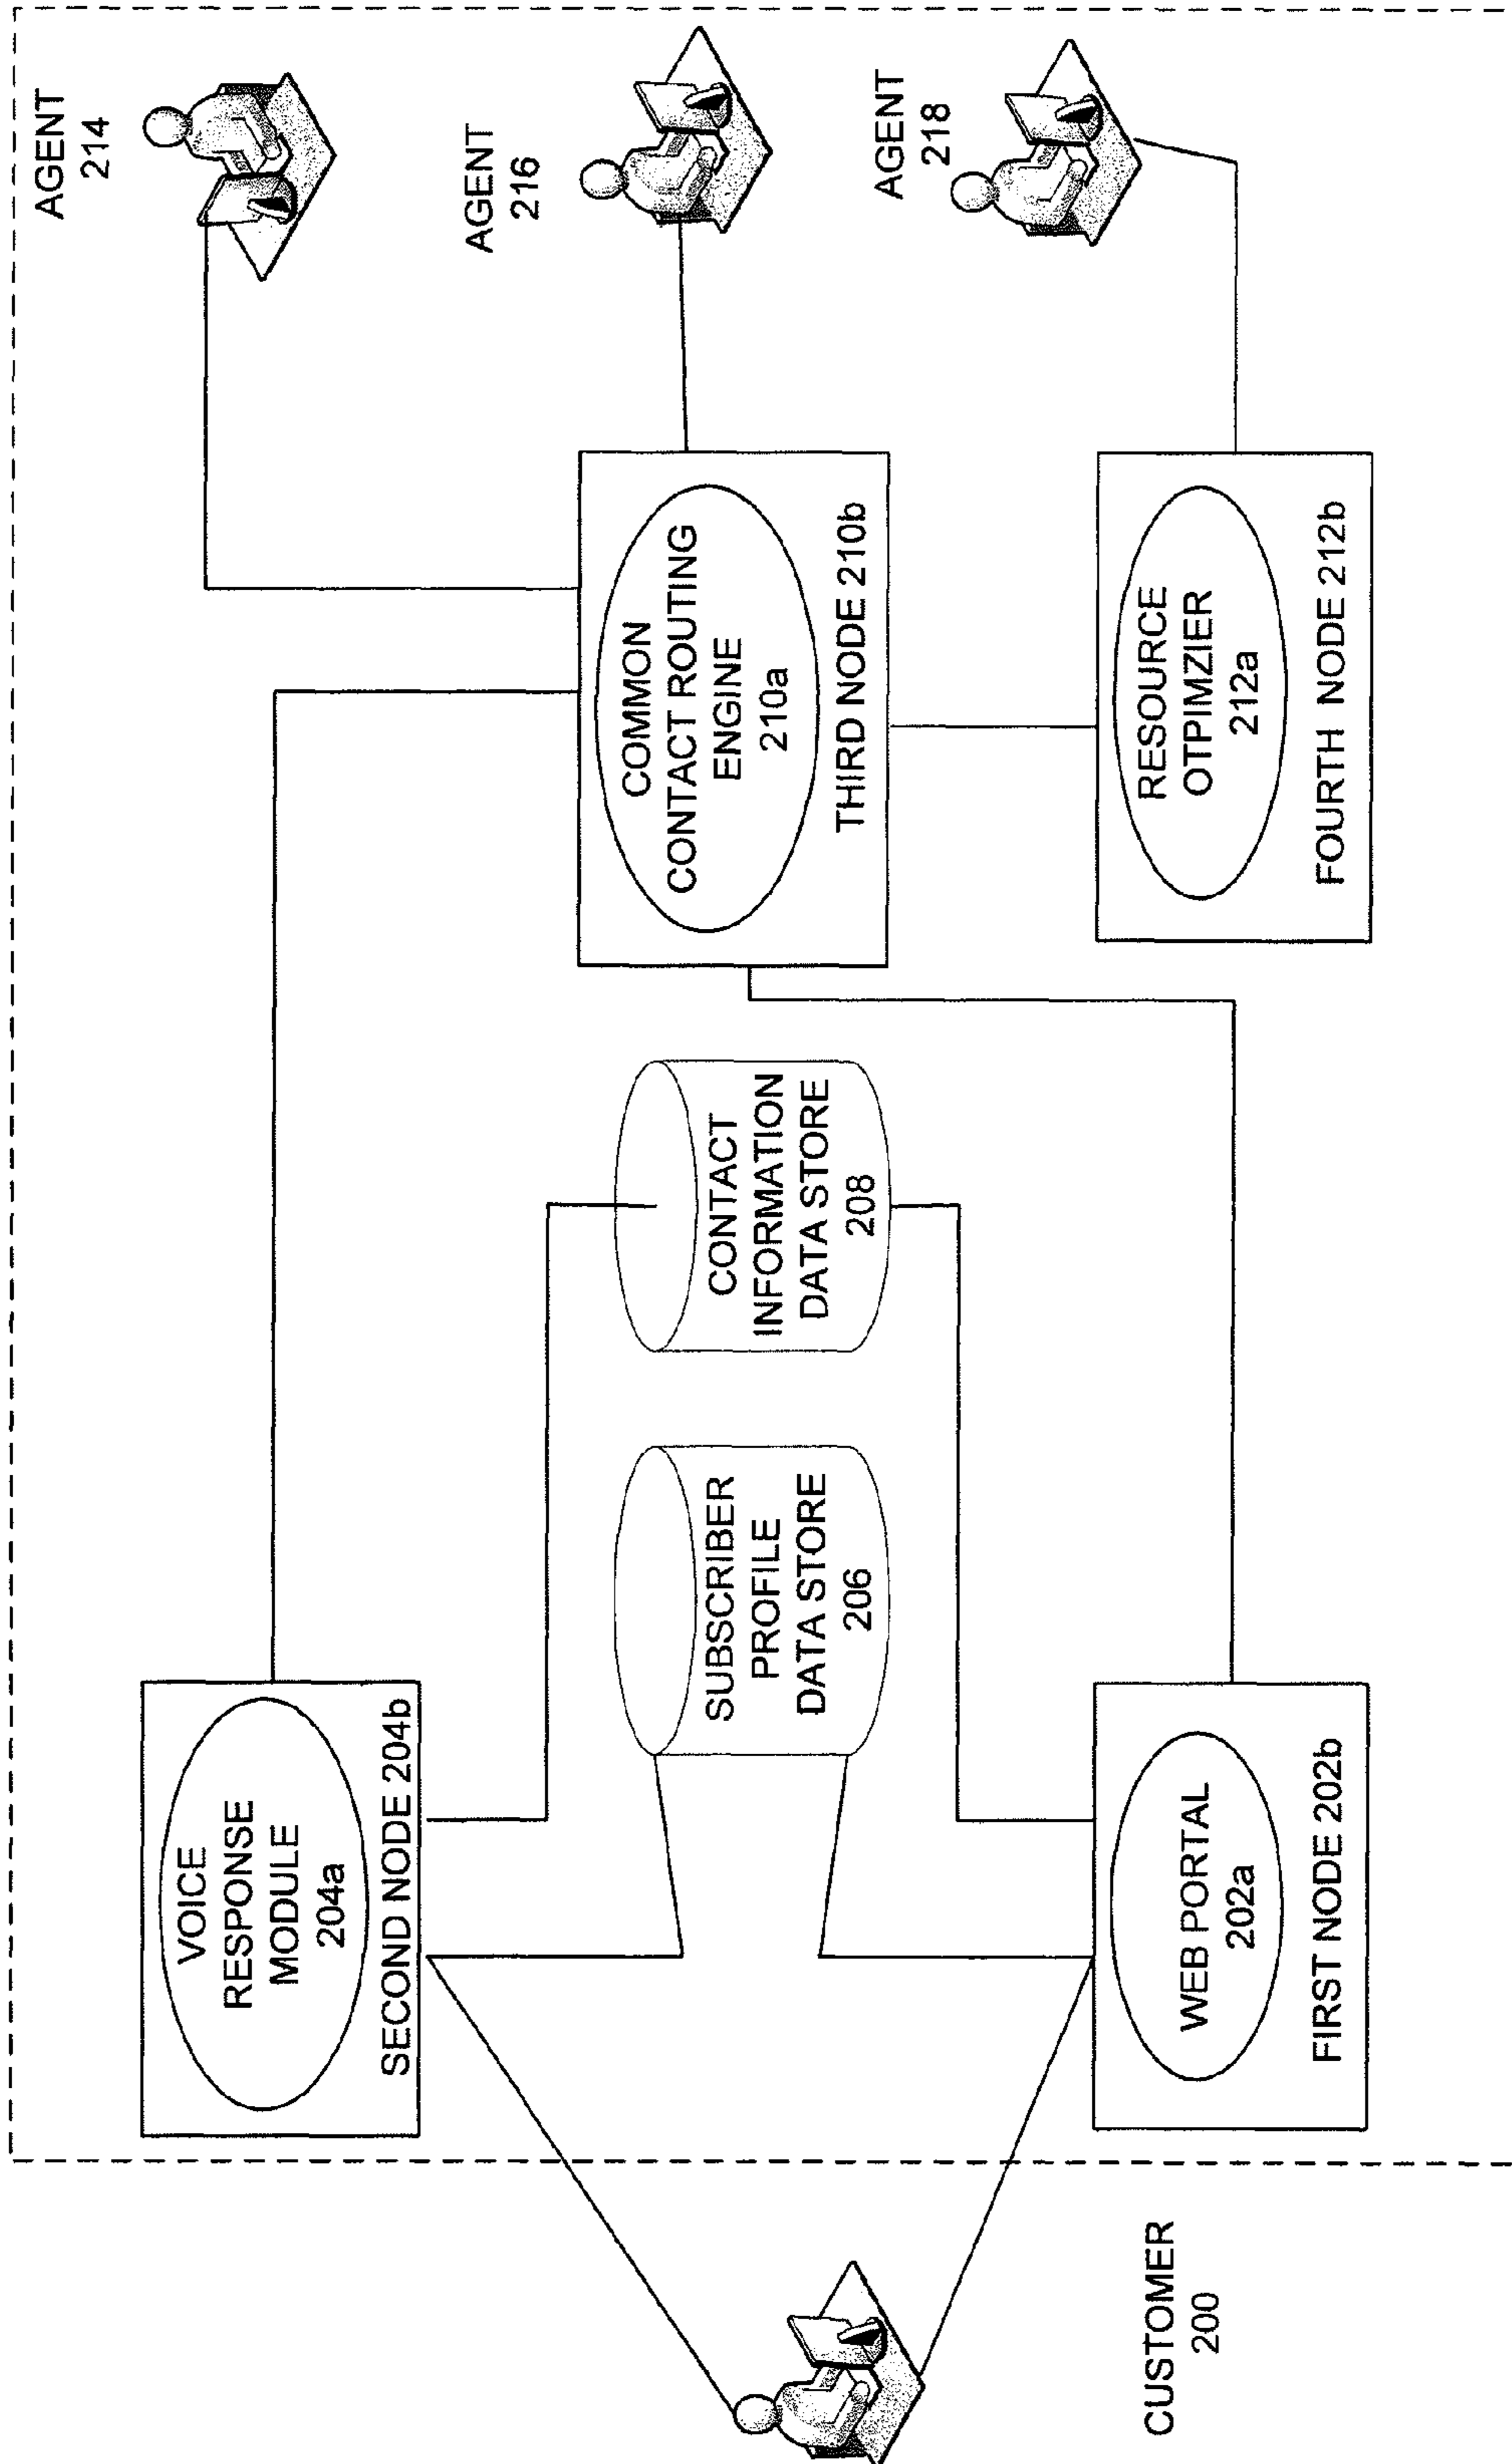 CUSTOMER
200
VOICE
RESPONSE
MODULE
204a
SECOND NODE 204b
SUBSCRIBER
PROFILE
DATA STORE
206
CONTACT
INFORMATION
DATA STORE
208
WEB PORTAL
202a
FIRST NODE 202b
COMMON
CONTACT ROUTING
ENGINE
210a
THIRD NODE 210b
RESOURCE
OTPIMZIER
212a
FOURTH NODE 212b
AGENT
214
AGENT
216
AGENT
218